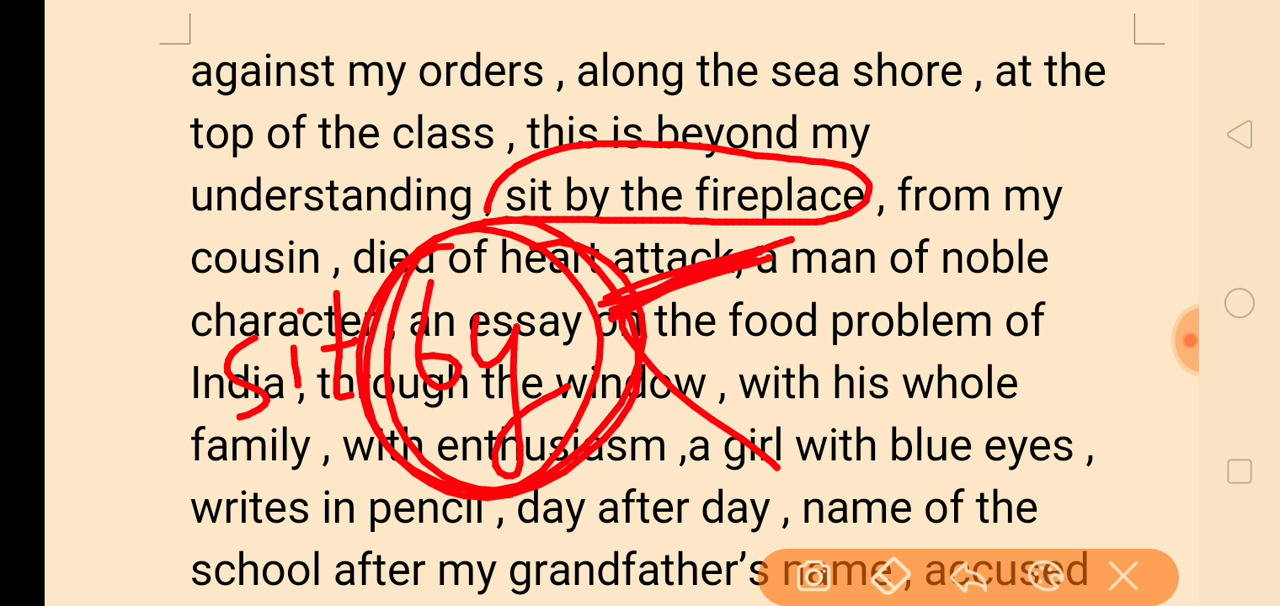 against my orders , along the sea shore , at the
top of the class , this is beyond my
understanding , sit by the fireplace , from my
cousin , died of heart attack, a man of noble
character , an essay on the food problem of
sit by
India , through the window , with his whole
family , with enthusiasm ,a girl with blue eyes ,
writes in pencil , day after day , name of the
school after my grandfather’s name , accused